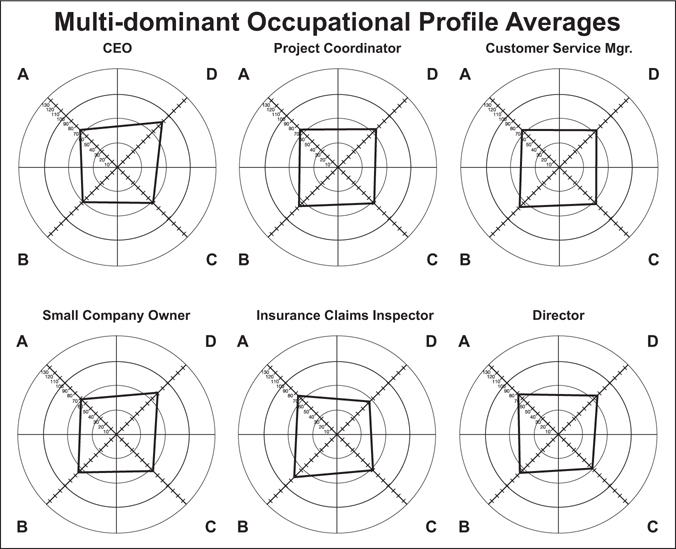 Multi-dominant Occupational Profile Averages
CEO
Project Coordinator
Customer Service Mgr.
A
D
A
D
A
D
130
120
110
100
90
80
70
60
50
40
30
20
10
130
120
110
100
90
80
70
60
50
40
30
20
10
130
120
110
100
90
80
70
60
50
40
30
20
10
B
C
B
C
B
C
Small Company Owner
Insurance Claims Inspector
Director
A
D
A
D
A
D
130
120
110
100
90
80
70
60
50
40
30
20
10
130
120
110
100
90
80
70
60
50
40
30
20
10
130
120
110
100
90
80
70
60
50
40
30
20
10
B
C
B
C
B
C